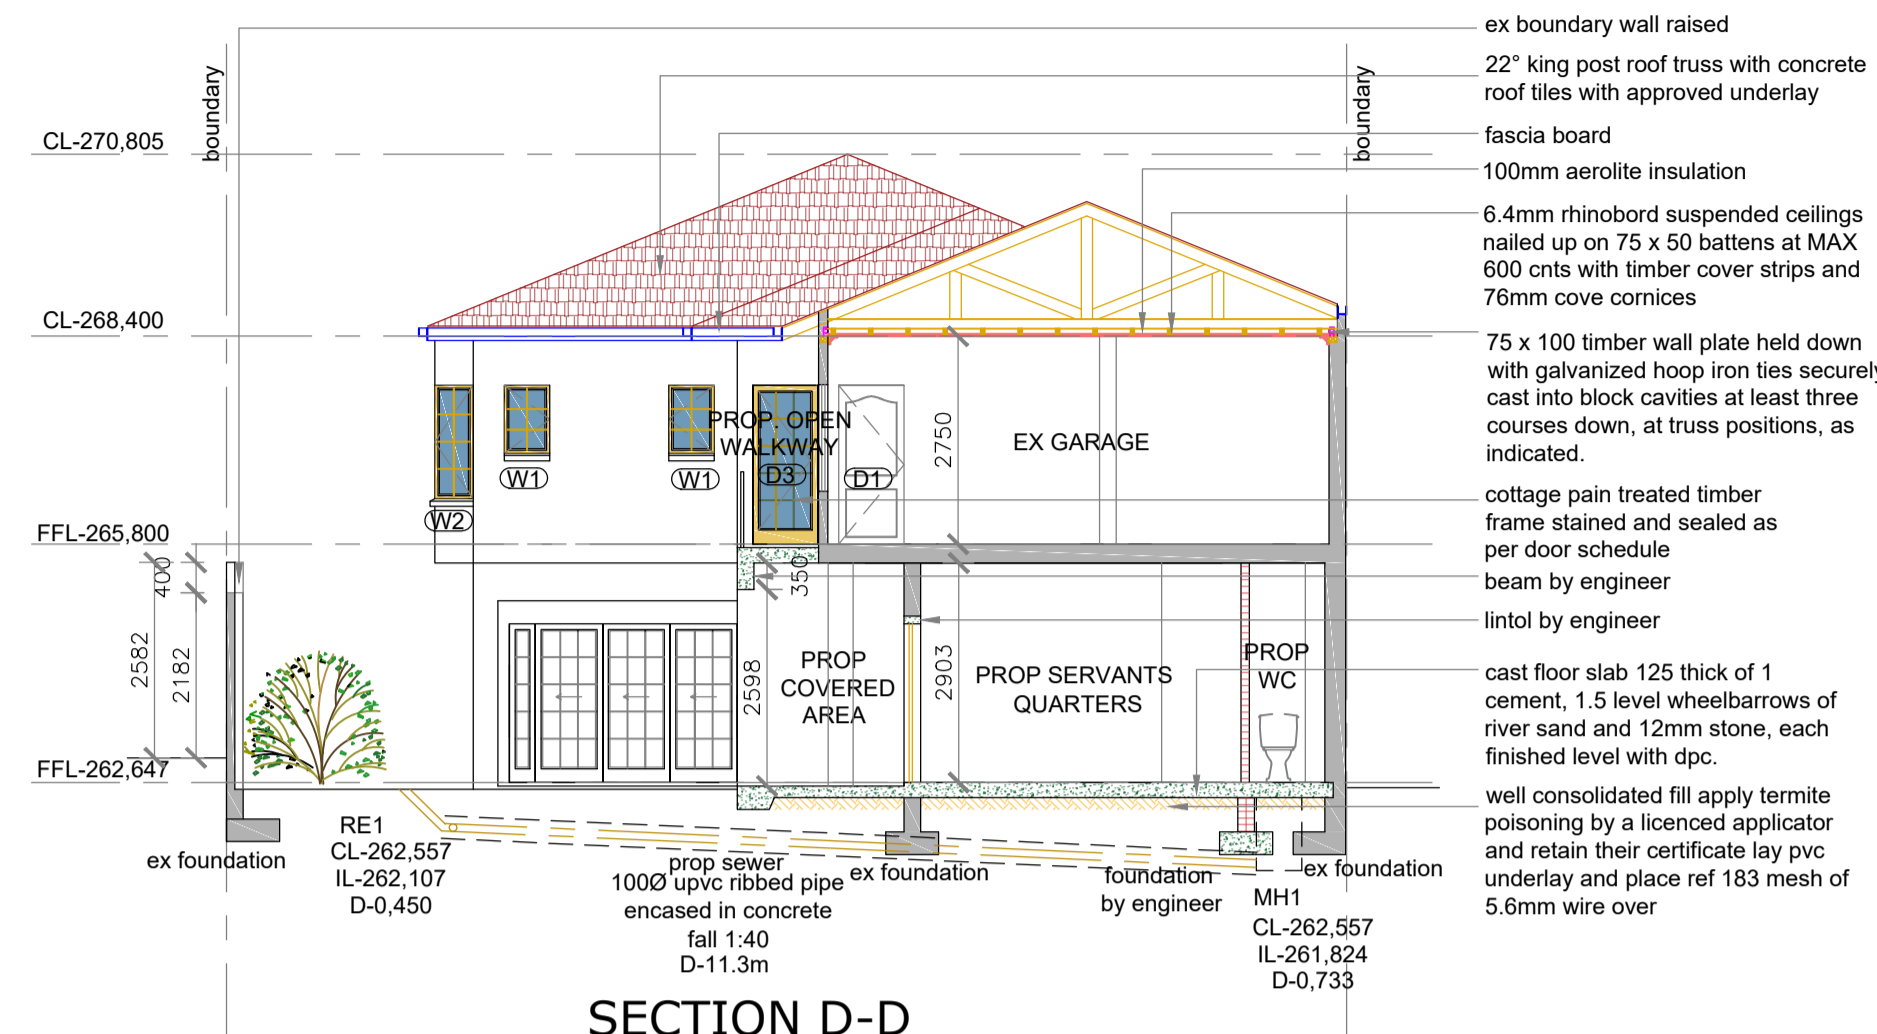 ex boundary wall raised
22° king post roof truss with concrete
roof tiles with approved underlay
fascia board
100mm aerolite insulation
6.4mm rhinobord suspended ceilings
nailed up on 75 x 50 battens at MAX
600 cnts with timber cover strips and
76mm cove cornices
75 x 100 timber wall plate held down
with galvanized hoop iron ties securely
cast into block cavities at least three
courses down, at truss positions, as
indicated.
cottage pain treated timber
frame stained and sealed as
per door schedule
beam by engineer
lintol by engineer
cast floor slab 125 thick of 1
cement, 1.5 level wheelbarrows of
river sand and 12mm stone, each
finished level with dpc.
well consolidated fill apply termite
poisoning by a licenced applicator
and retain their certificate lay pvc
underlay and place ref 183 mesh of
5.6mm wire over
boundary
boundary
CL-270,805
CL-268,400
FFL-265,800
FFL-262,647
400
2582
2182
W2
W1
W1
PROP. OPEN
WALKWAY
D3
D1
2750
EX GARAGE
350
2598
PROP
COVERED
AREA
2903
PROP SERVANTS
QUARTERS
PROP
WC
ex foundation
RE1
CL-262,557
IL-262,107
D-0,450
prop sewer
100Ø upvc ribbed pipe
encased in concrete
fall 1:40
D-11.3m
ex foundation
foundation
by engineer
ex foundation
MH1
CL-262,557
IL-261,824
D-0,733
SECTION D-D